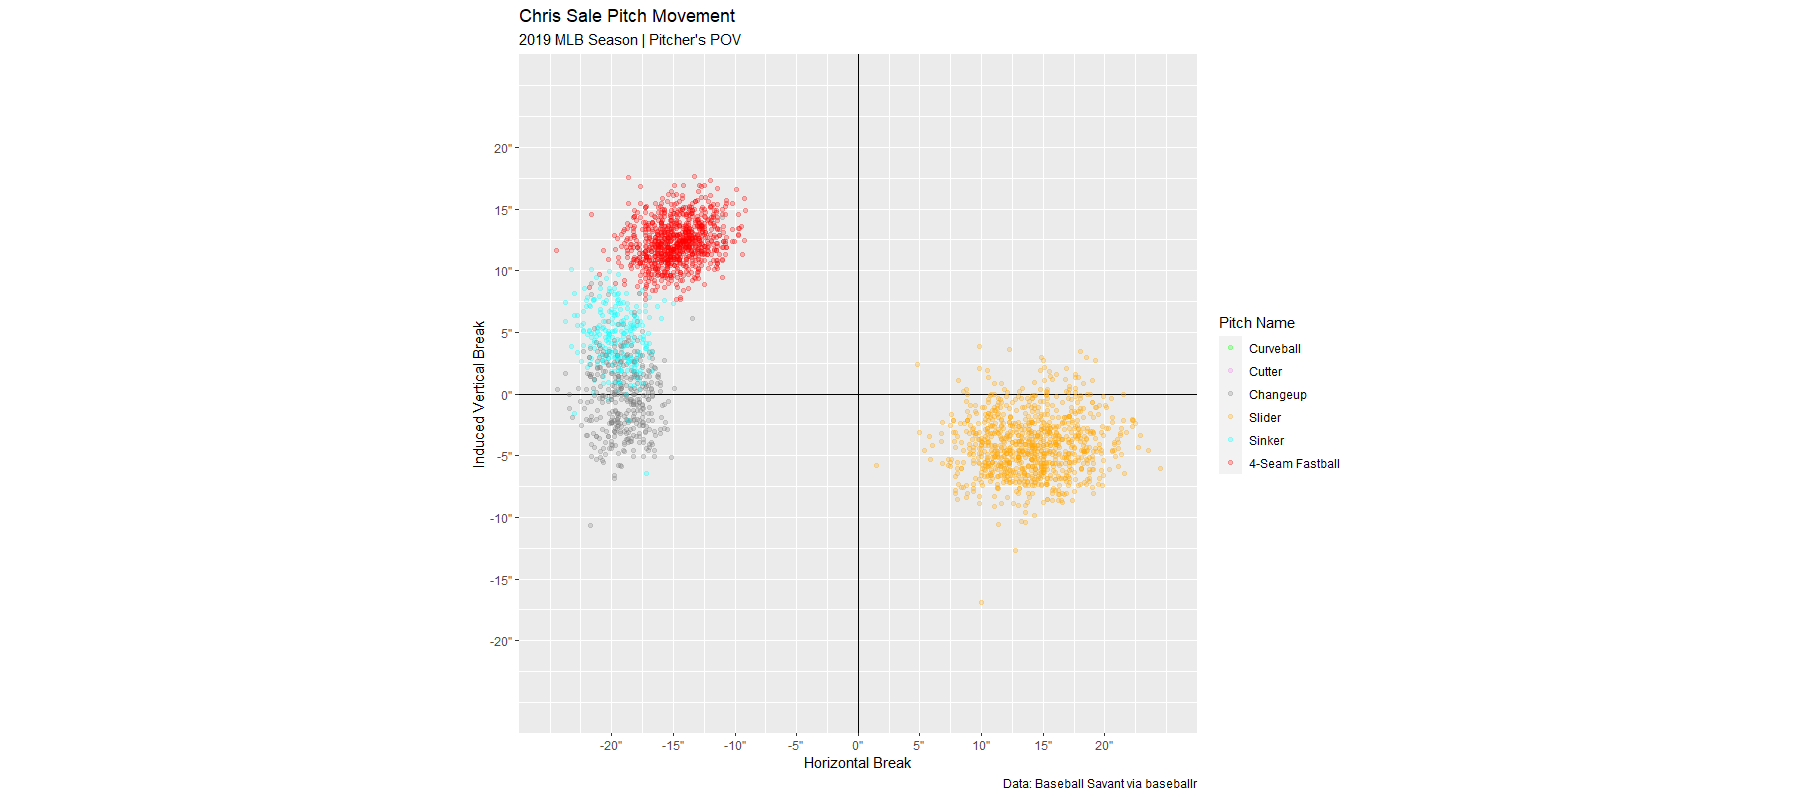 Chris Sale Pitch Movement
2019 MLB Season | Pitcher's POV
Induced Vertical Break
20"
15"
10"
5"
0"
-5"
-10"
-15"
-20"
-20"
-15"
-10"
-5"
0"
5"
10"
15"
20"
Horizontal Break
Pitch Name
Curveball
Cutter
Changeup
Slider
Sinker
4-Seam Fastball
Data: Baseball Savant via baseballr